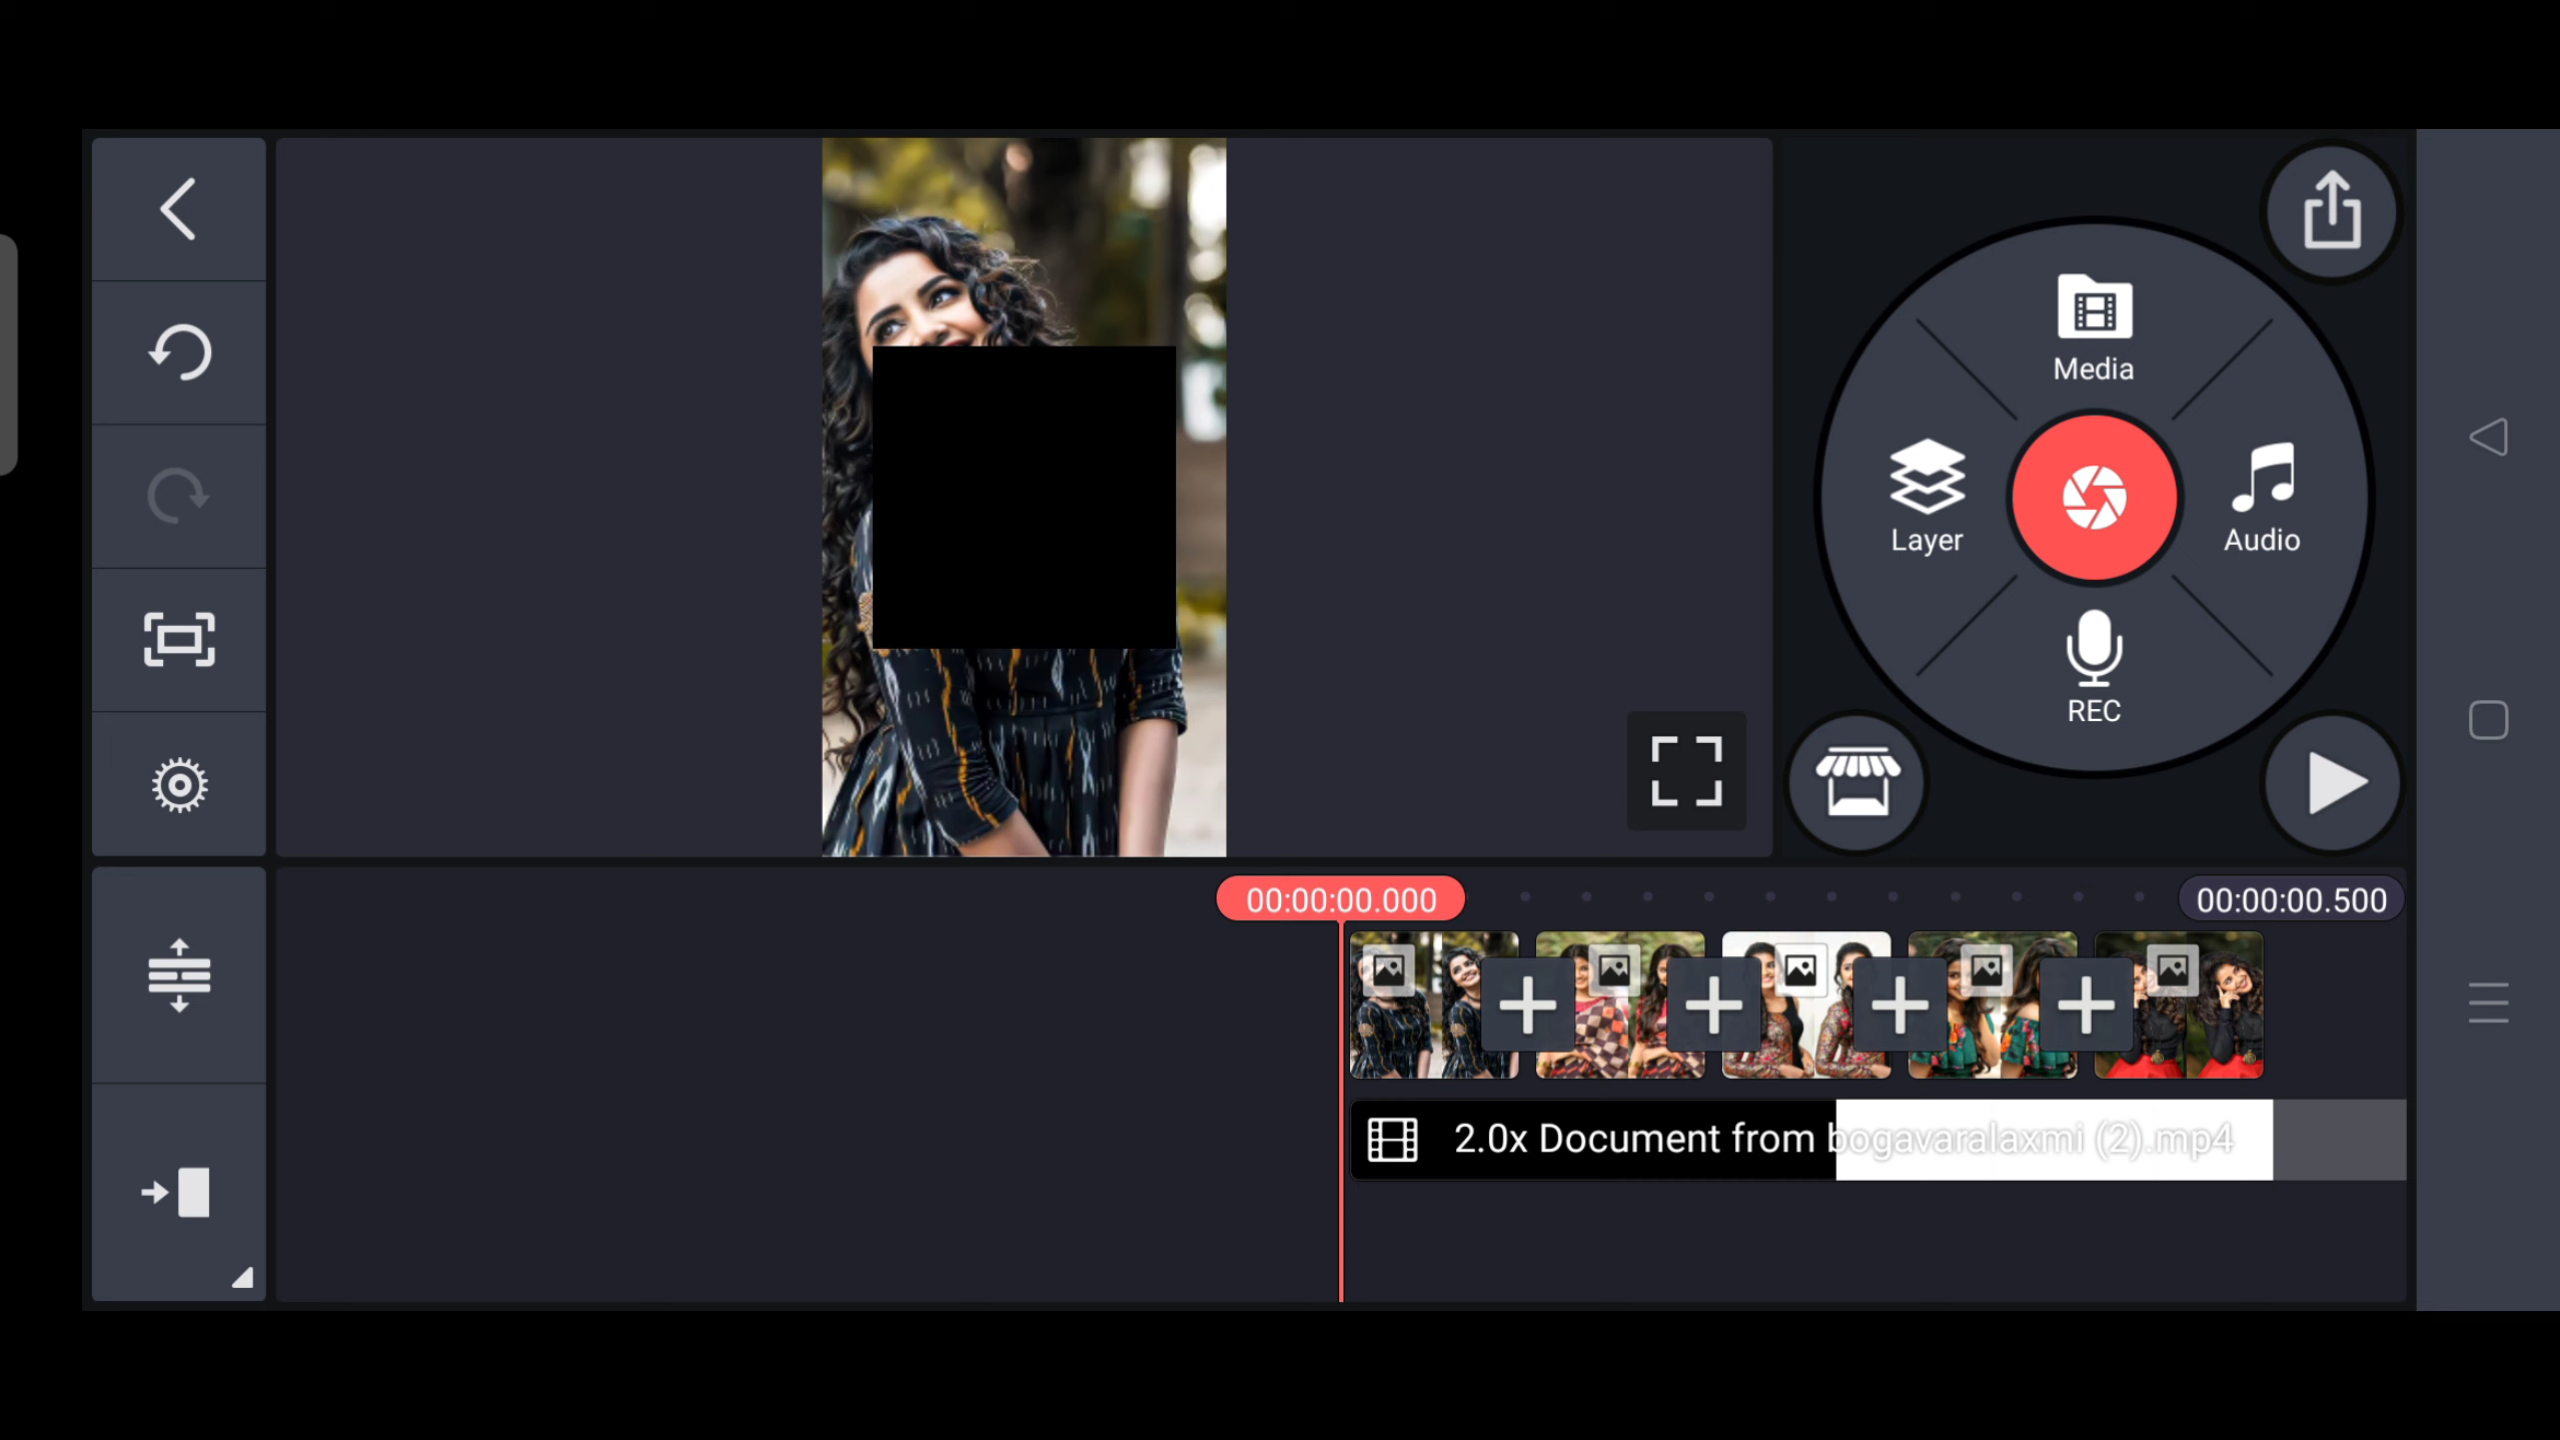 Media
Layer
Audio
REC
00:00:00.000
00:00:00.500
2.0x Document from bogavaralaxmi (2).mp4